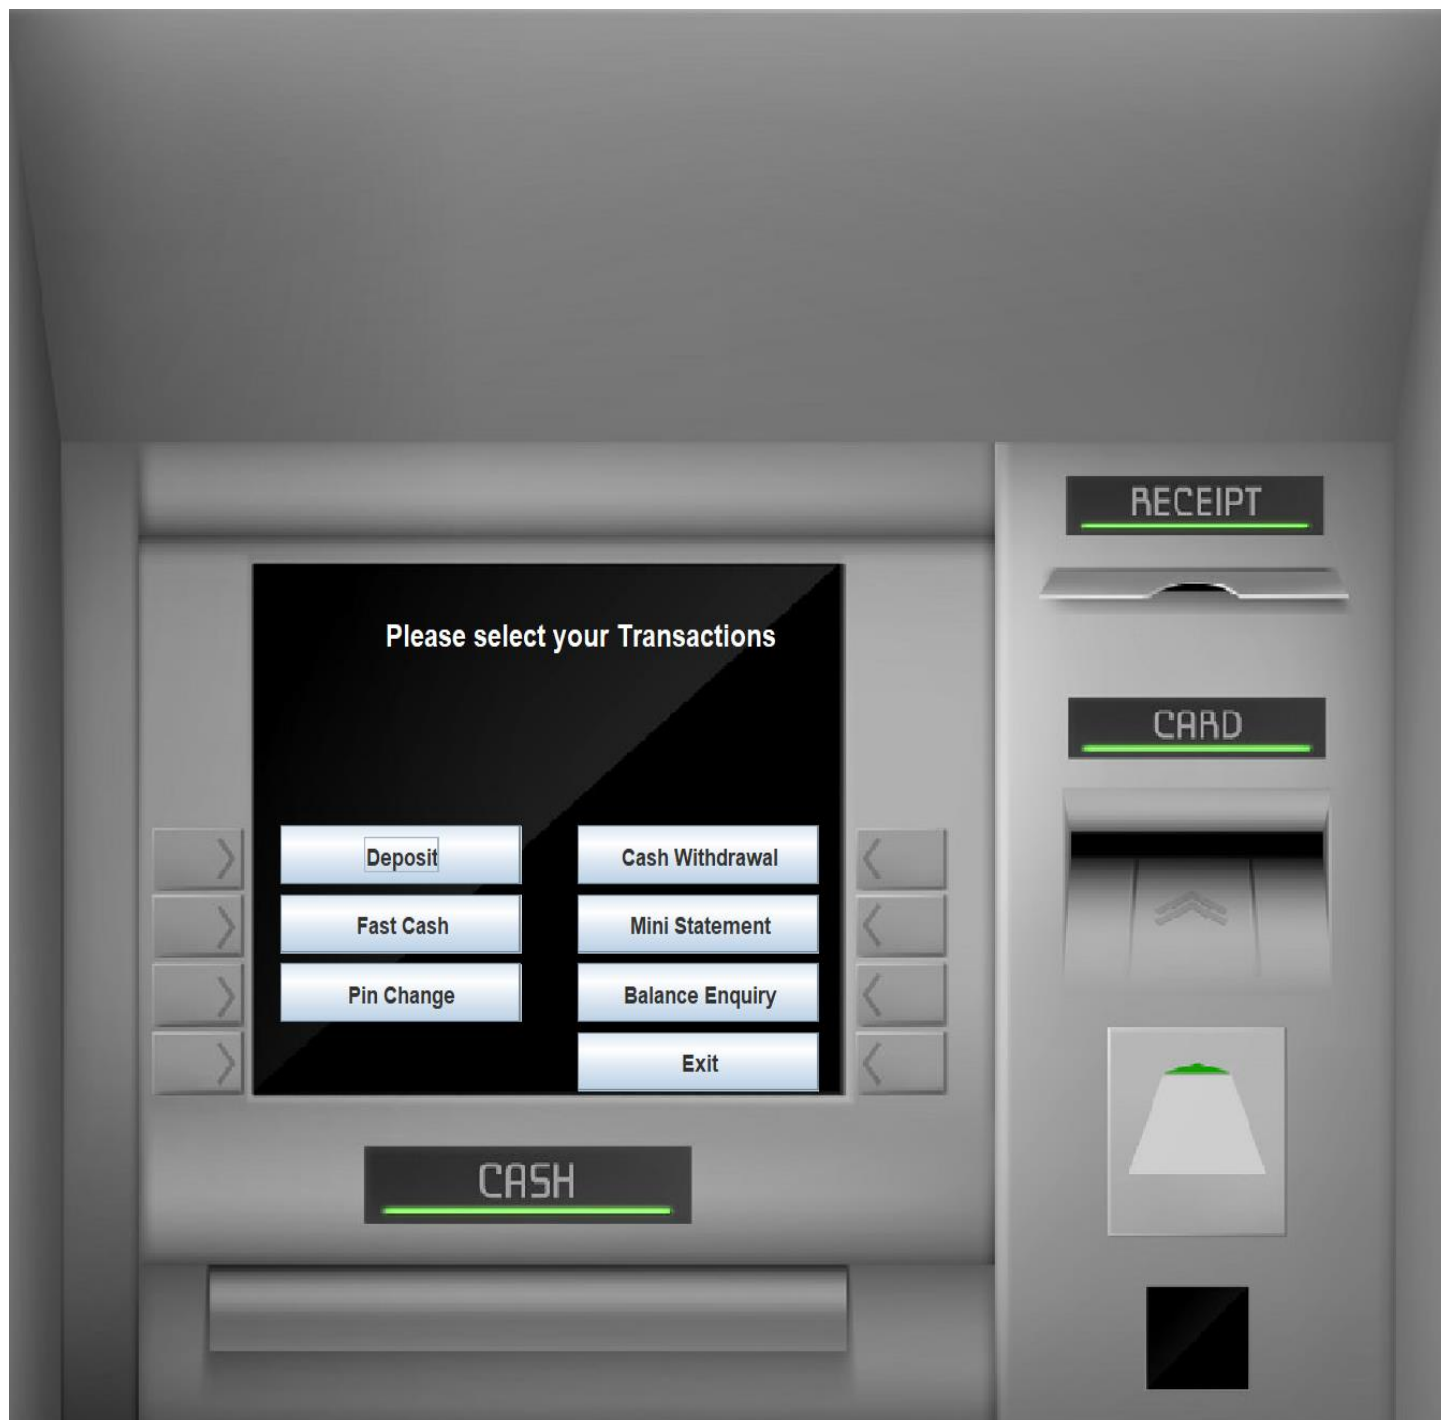 RECEIPT
Please select your Transactions
CARD
Deposit
Cash Withdrawal
Fast Cash
Mini Statement
Pin Change
Balance Enquiry
Exit
CASH